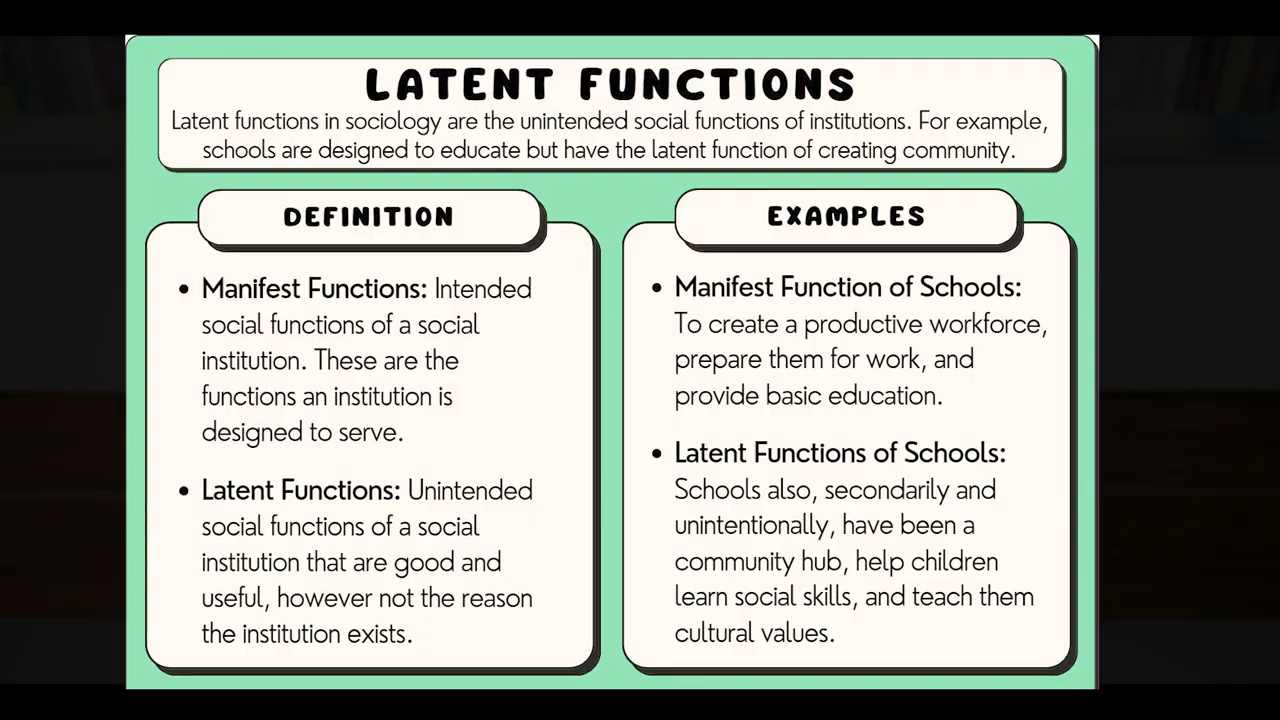 LATENT FUNCTIONS
Latent functions in sociology are the unintended social functions of institutions. For example,
schools are designed to educate but have the latent function of creating community.
DEFINITION
• Manifest Functions: Intended
social functions of a social
institution. These are the
functions an institution is
designed to serve.
• Latent Functions: Unintended
social functions of a social
institution that are good and
useful, however not the reason
the institution exists.
EXAMPLES
• Manifest Function of Schools:
To create a productive workforce,
prepare them for work, and
provide basic education.
• Latent Functions of Schools:
Schools also, secondarily and
unintentionally, have been a
community hub, help children
learn social skills, and teach them
cultural values.